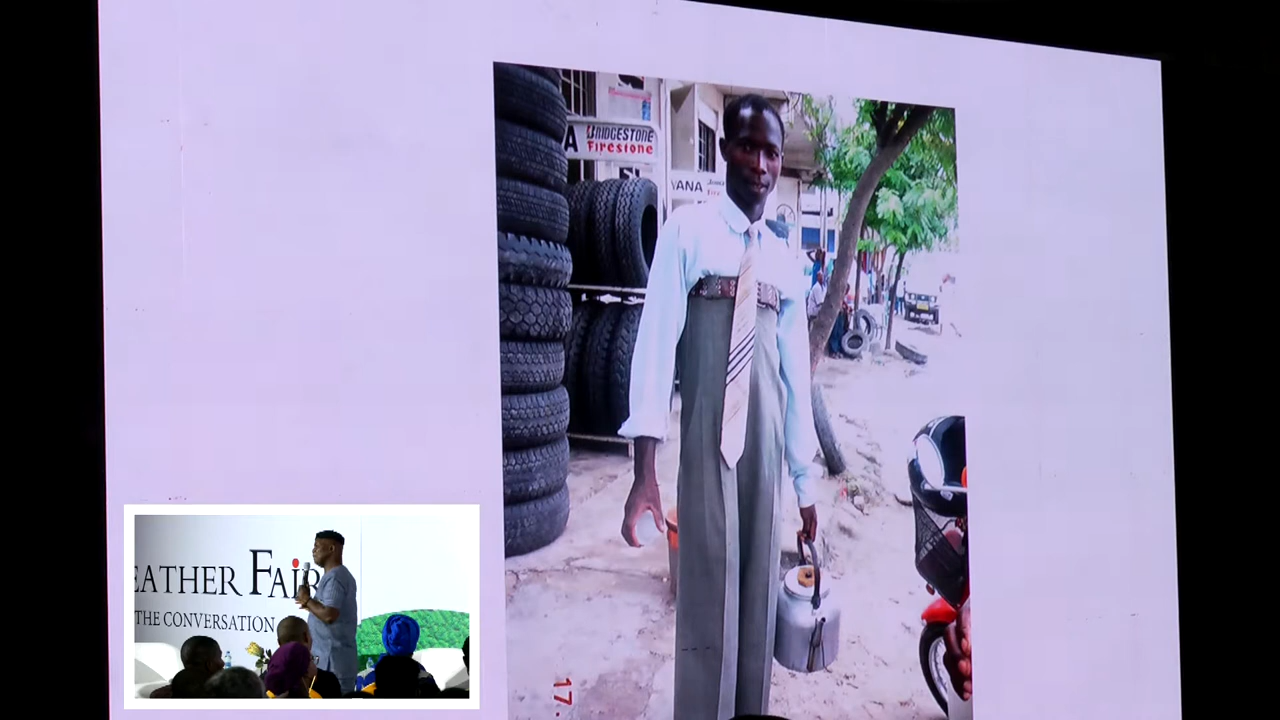 A BRIDGESTONE
Firestone
YANA
EATHER FAIR
THE CONVERSATION
17